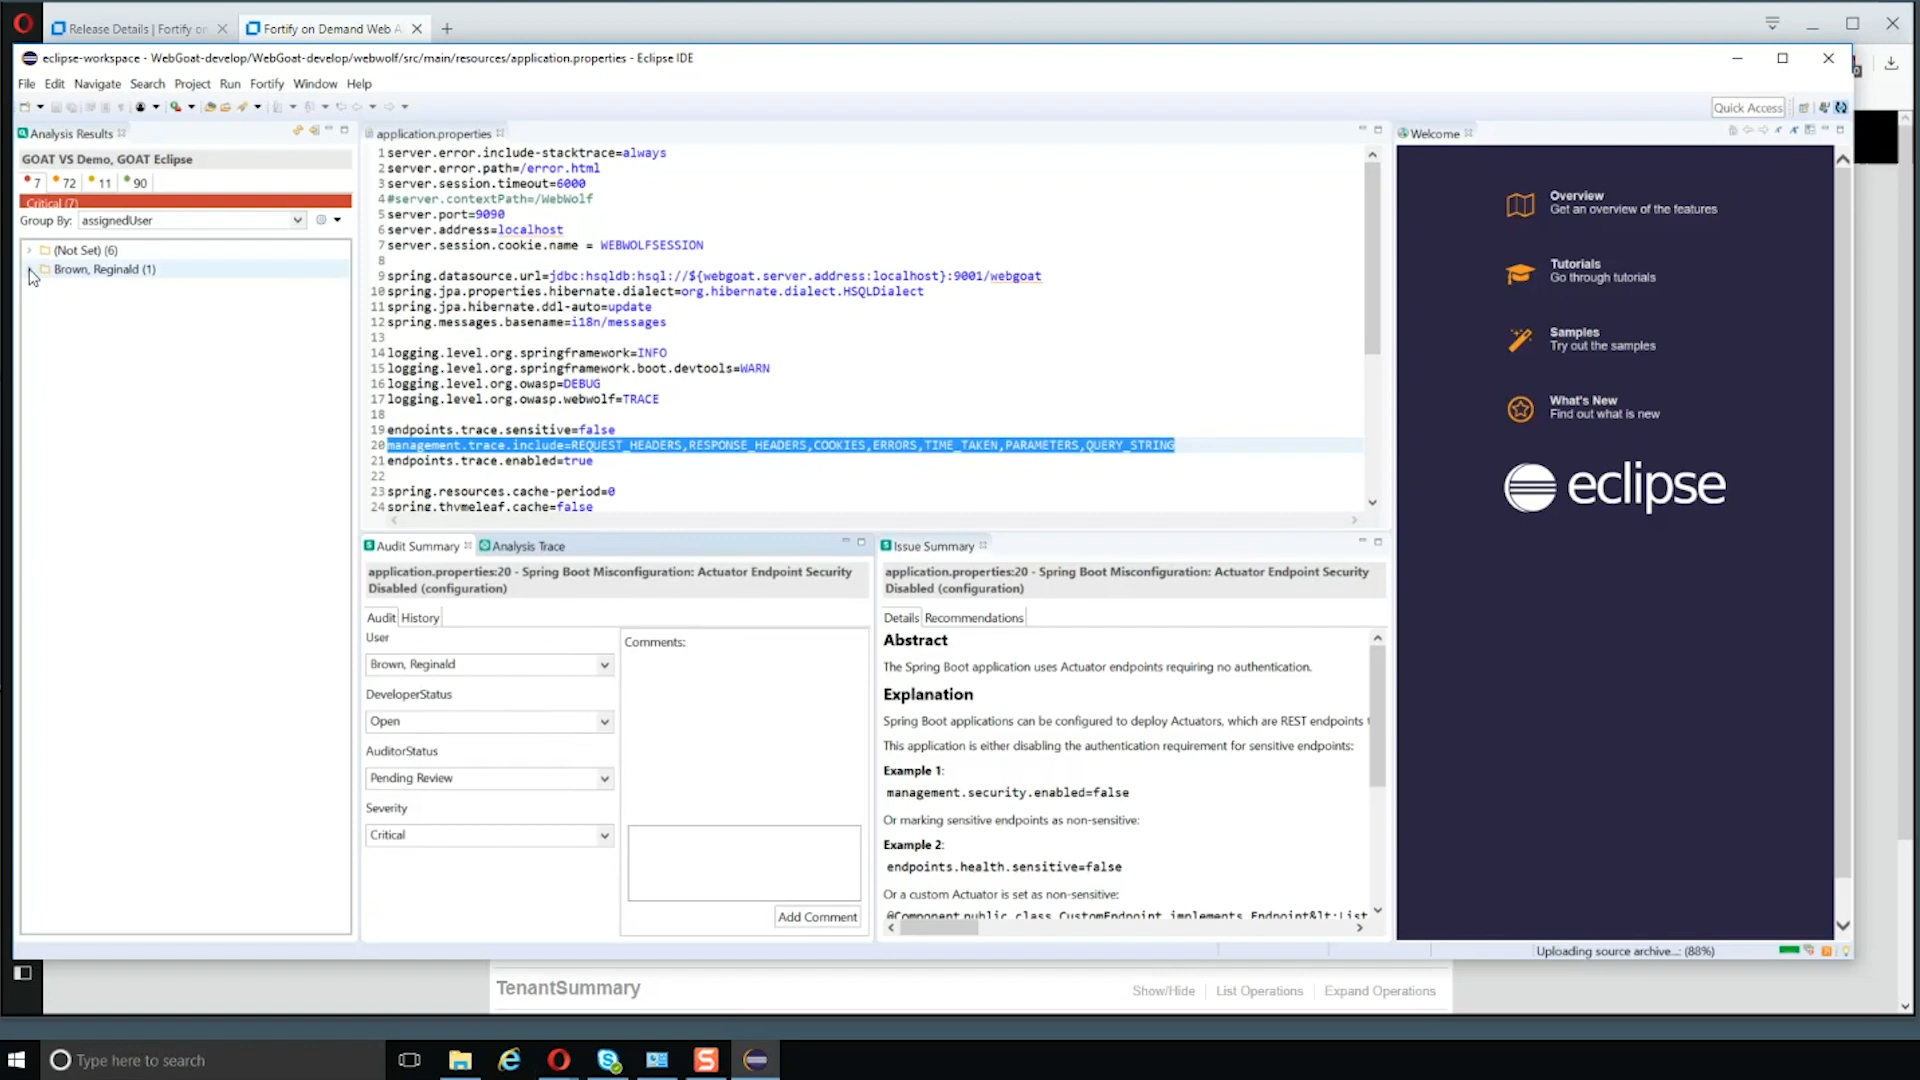 Release Details | Fortify on
Fortify on Demand Web A
eclipse-workspace - WebGoat-develop/WebGoat-develop/webwolf/src/main/resources/application.properties - Eclipse IDE
File Edit Navigate Search Project Run Fortify Window Help
Quick Access
Analysis Results
GOAT VS Demo, GOAT Eclipse
7 72 11 90
Critical (7)
Group By: assignedUser
(Not Set) (6)
Brown, Reginald (1)
application.properties
1 server.error.include-stacktrace=always
2 server.error.path=/error.html
3 server.session.timeout=6000
4 #server.contextPath=/WebWolf
5 server.port=9090
6 server.address=localhost
7 server.session.cookie.name = WEBWOLFSESSION
8
9 spring.datasource.url=jdbc:hsqldb:hsql://${webgoat.server.address:localhost}:9001/webgoat
10 spring.jpa.properties.hibernate.dialect=org.hibernate.dialect.HSQLDialect
11 spring.jpa.hibernate.ddl-auto=update
12 spring.messages.basename=i18n/messages
13
14 logging.level.org.springframework=INFO
15 logging.level.org.springframework.boot.devtools=WARN
16 logging.level.org.owasp=DEBUG
17 logging.level.org.owasp.webwolf=TRACE
18
19 endpoints.trace.sensitive=false
20 management.trace.include=REQUEST_HEADERS,RESPONSE_HEADERS,COOKIES,ERRORS,TIME_TAKEN,PARAMETERS,QUERY_STRING
21 endpoints.trace.enabled=true
22
23 spring.resources.cache-period=0
24 spring.thymeleaf.cache=false
Welcome
Overview
Get an overview of the features
Tutorials
Go through tutorials
Samples
Try out the samples
What's New
Find out what is new
eclipse
Audit Summary
Analysis Trace
application.properties:20 - Spring Boot Misconfiguration: Actuator Endpoint Security
Disabled (configuration)
Audit History
User
Brown, Reginald
DeveloperStatus
Open
AuditorStatus
Pending Review
Severity
Critical
Comments:
Add Comment
Issue Summary
application.properties:20 - Spring Boot Misconfiguration: Actuator Endpoint Security
Disabled (configuration)
Details Recommendations
Abstract
The Spring Boot application uses Actuator endpoints requiring no authentication.
Explanation
Spring Boot applications can be configured to deploy Actuators, which are REST endpoints
This application is either disabling the authentication requirement for sensitive endpoints:
Example 1:
management.security.enabled=false
Or marking sensitive endpoints as non-sensitive:
Example 2:
endpoints.health.sensitive=false
Or a custom Actuator is set as non-sensitive:
@Component public class CustomEndpoint implements Endpoint&lt;List
Uploading source archive...: (88%)
TenantSummary
Show/Hide
List Operations
Expand Operations
Type here to search